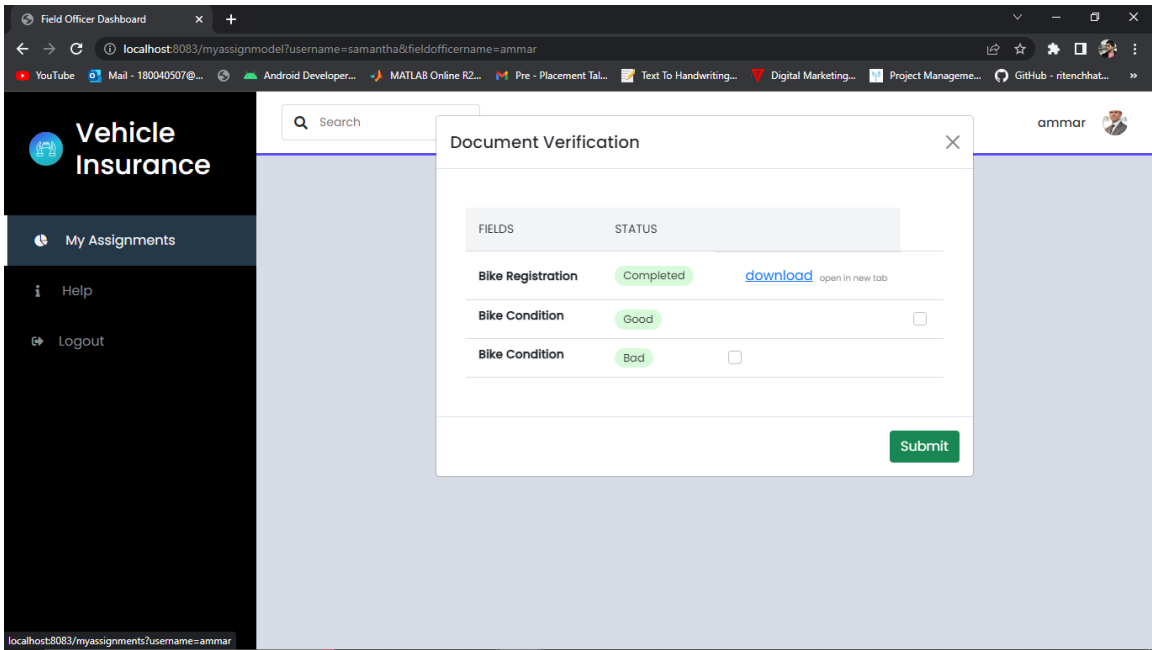 Field Officer Dashboard
localhost:8083/myassignmodel?username=samantha&fieldofficername=ammar
YouTube Mail - 180040507@... Android Developer... MATLAB Online R2... Pre - Placement Tal... Text To Handwriting... Digital Marketing... Project Manageme... GitHub - ritenchhat... »
Vehicle
Insurance
Search
ammar
My Assignments
Help
Logout
Document Verification
FIELDS STATUS
Bike Registration Completed download open in new tab
Bike Condition Good
Bike Condition Bad
Submit
localhost:8083/myassignments?username=ammar